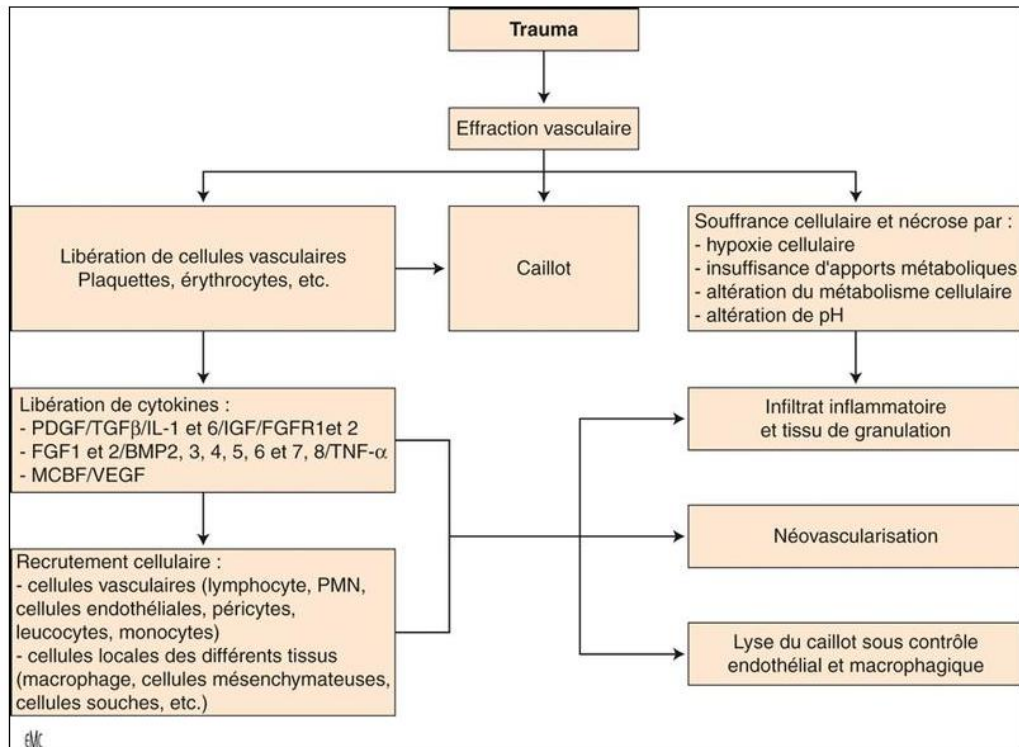 Trauma
Effraction vasculaire
Libération de cellules vasculaires
Plaquettes, érythrocytes, etc.
Caillot
Souffrance cellulaire et nécrose par :
- hypoxie cellulaire
- insuffisance d'apports métaboliques
- altération du métabolisme cellulaire
- altération de pH
Libération de cytokines :
- PDGF/TGFβ/IL-1 et 6/IGF/FGFR1et 2
- FGF1 et 2/BMP2, 3, 4, 5, 6 et 7, 8/TNF-α
- MCBF/VEGF
Infiltrat inflammatoire
et tissu de granulation
Néovascularisation
Recrutement cellulaire :
- cellules vasculaires (lymphocyte, PMN,
cellules endothéliales, péricytes,
leucocytes, monocytes)
- cellules locales des différents tissus
(macrophage, cellules mésenchymateuses,
cellules souches, etc.)
Lyse du caillot sous contrôle
endothélial et macrophagique
EMC